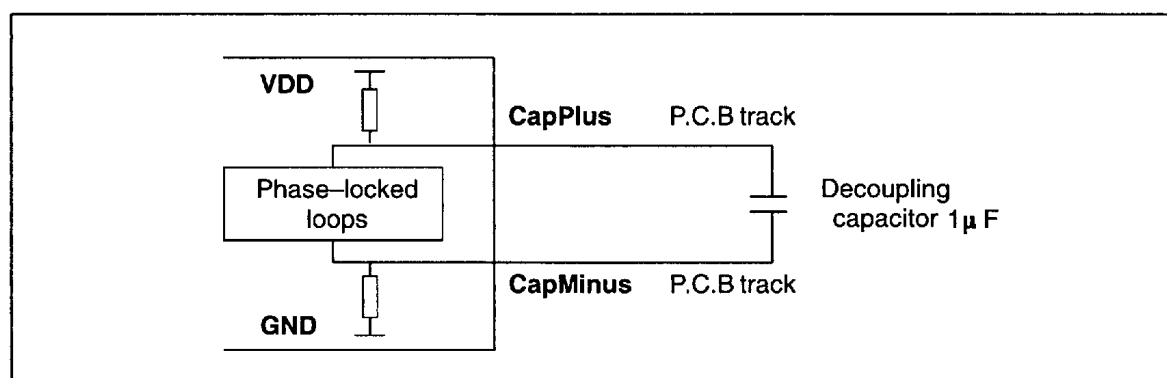 VDD
CapPlus P.C.B track
Phase–locked
loops
Decoupling
capacitor 1µ F
CapMinus P.C.B track
GND